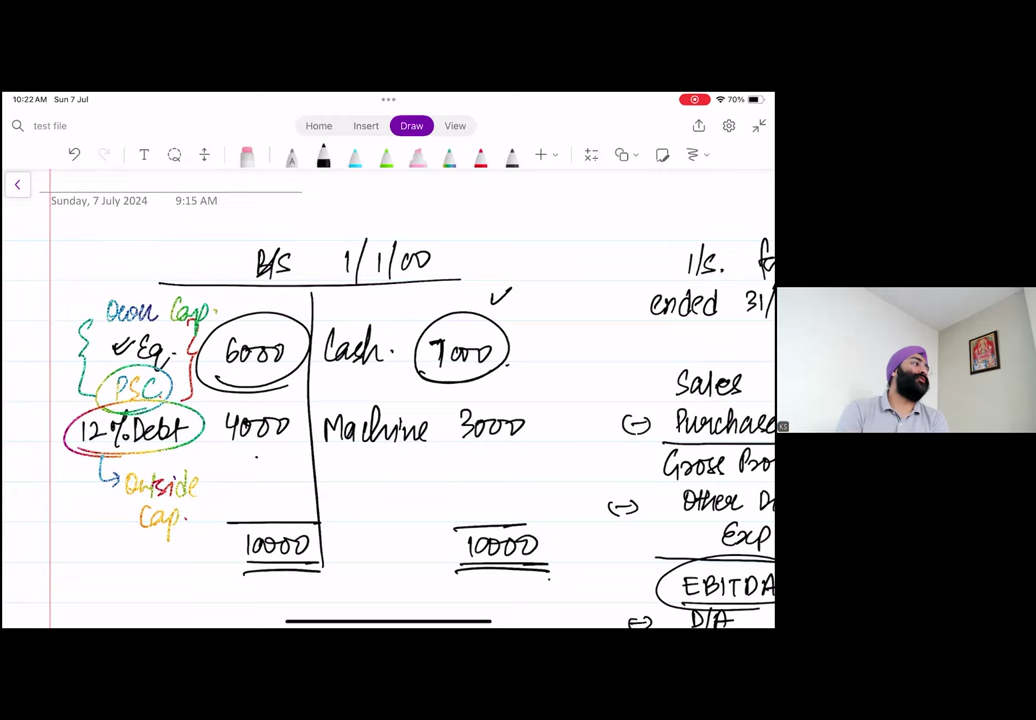 10:22 AM Sun 7 Jul
70%
test file
Home Insert Draw View
Sunday, 7 July 2024 9:15 AM
B/S 1/1/00
Own Cap.
Eq. 6000 Cash. 7000
PSC.
12% Debt 4000 Machine 3000
Outside
Cap.
10000 10000
I/S.
ended 31/
Sales
(-) Purchase
Gross Pro
(-) Other D
Exp
EBITDA
(-) D/A
KS